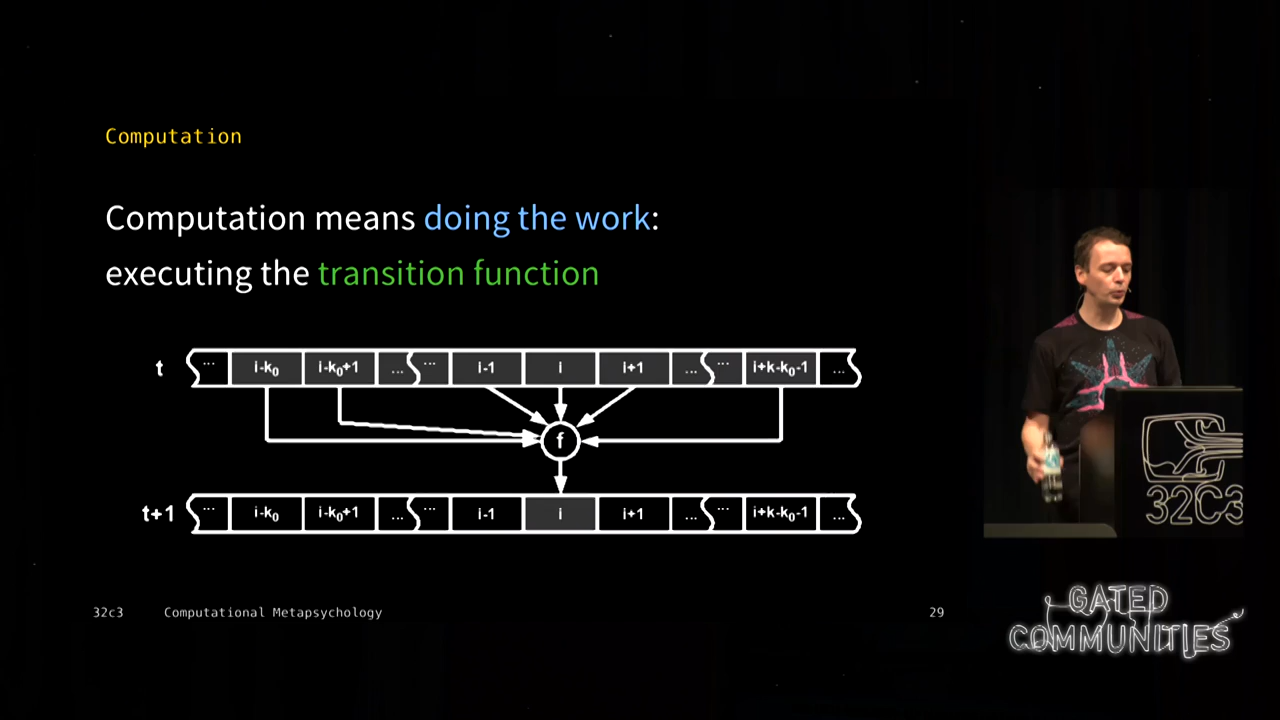 Computation
Computation means doing the work:
executing the transition function
t ... i-k₀ i-k₀+1 ... ... i-1 i i+1 ... ... i+k-k₀-1 ...
f
t+1 ... i-k₀ i-k₀+1 ... ... i-1 i i+1 ... ... i+k-k₀-1 ...
32c3 Computational Metapsychology 29
32C3
GATED
COMMUNITIES